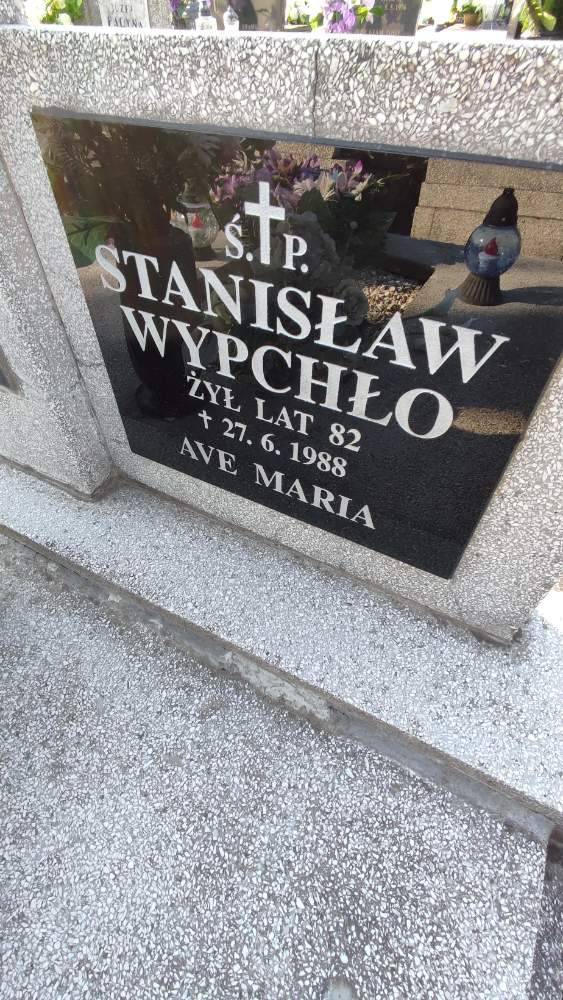 Ś. P.
STANISŁAW
WYPCHŁO
ŻYŁ LAT 82
✝ 27. 6. 1988
AVE MARIA